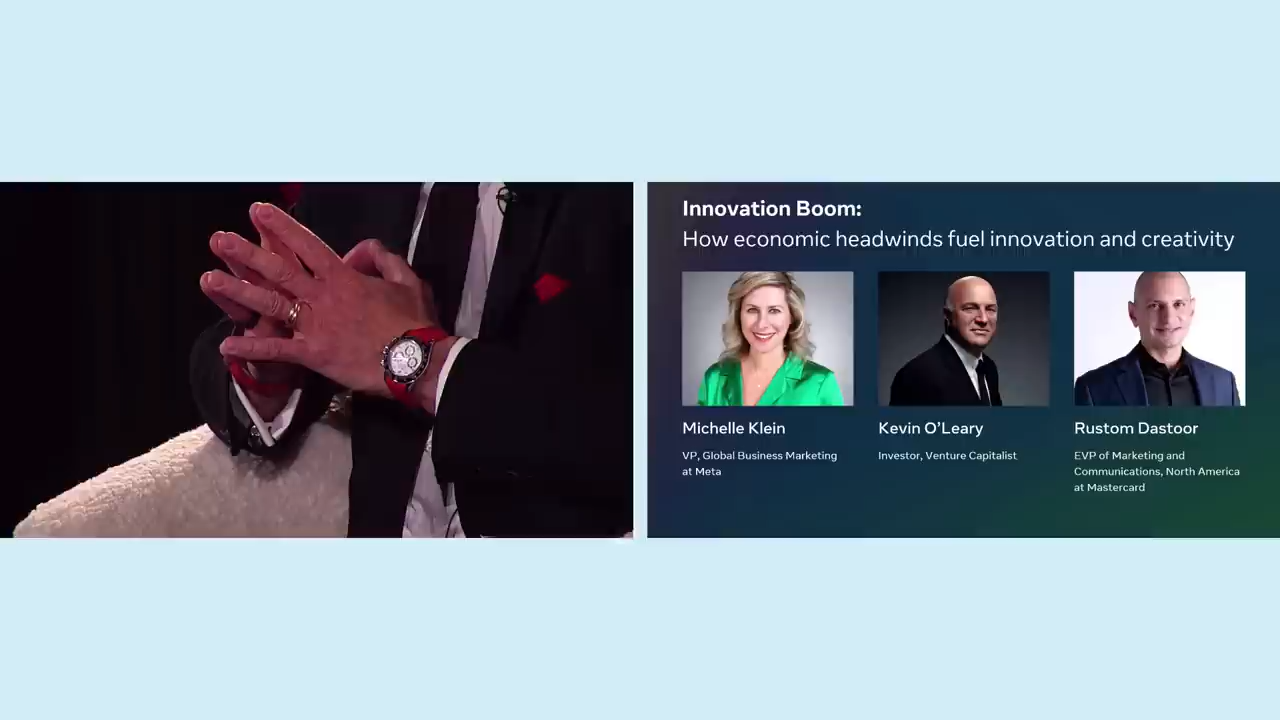 Innovation Boom:
How economic headwinds fuel innovation and creativity
Michelle Klein
VP, Global Business Marketing
at Meta
Kevin O’Leary
Investor, Venture Capitalist
Rustom Dastoor
EVP of Marketing and
Communications, North America
at Mastercard